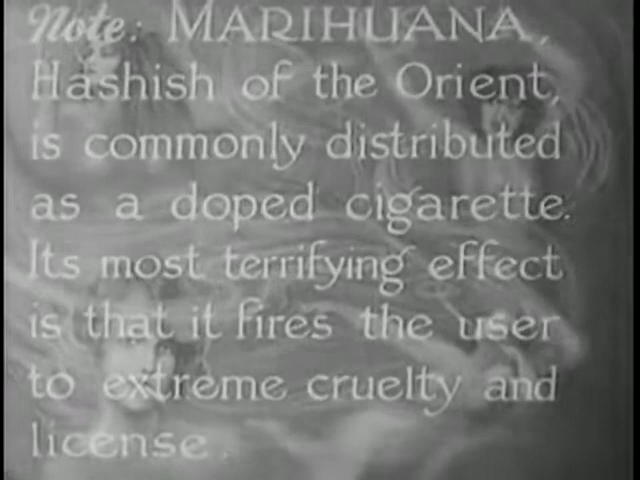 Note: MARIHUANA,
Hashish of the Orient,
is commonly distributed
as a doped cigarette.
Its most terrifying effect
is that it fires the user
to extreme cruelty and
license.